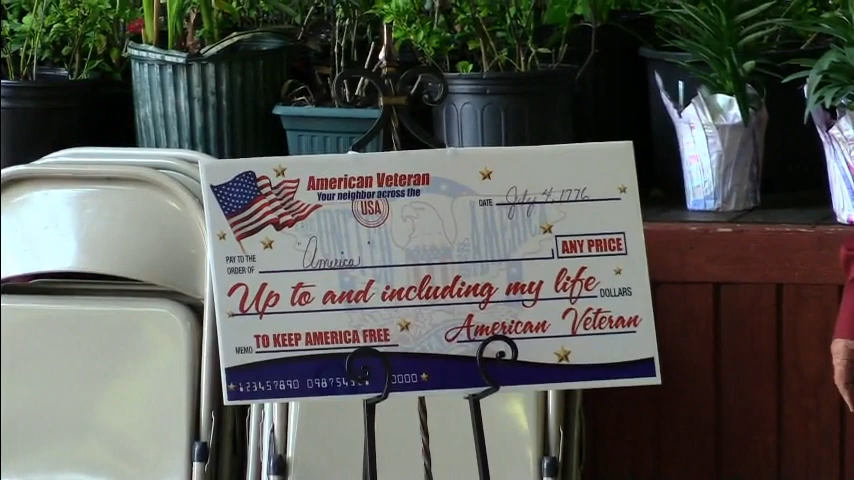 American Veteran
Your neighbor across the
USA
DATE July 4, 1776
PAY TO THE
ORDER OF America
ANY PRICE
Up to and including my life DOLLARS
MEMO TO KEEP AMERICA FREE American Veteran